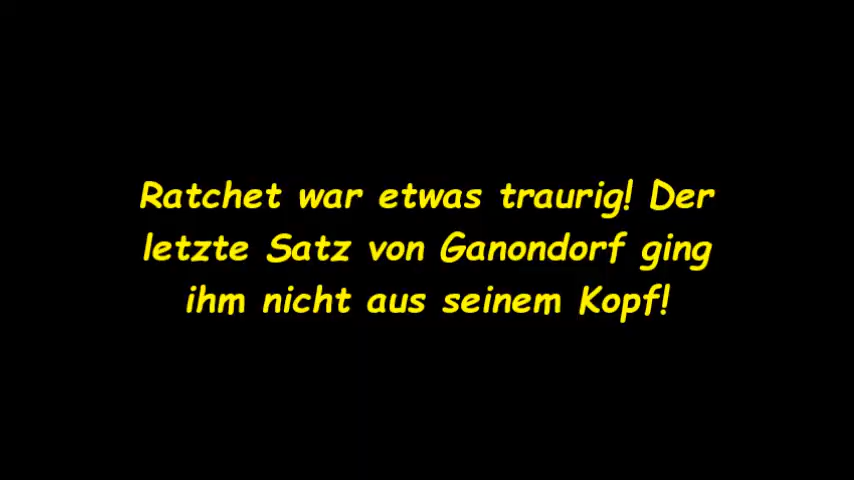 Ratchet war etwas traurig! Der
letzte Satz von Ganondorf ging
ihm nicht aus seinem Kopf!